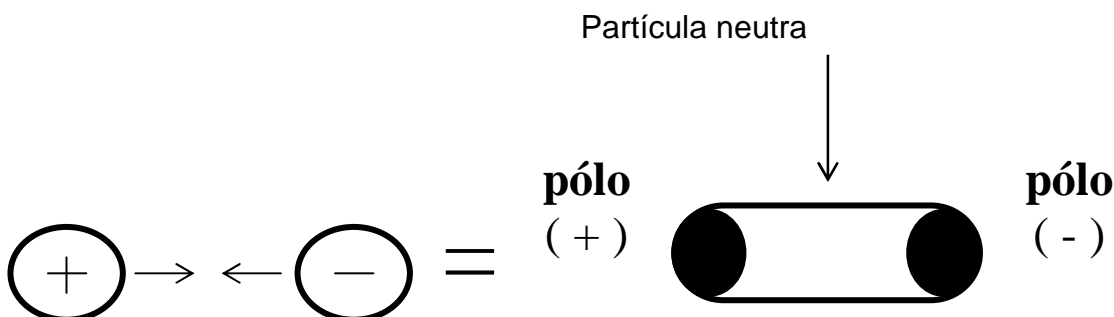 Partícula neutra
pólo pólo
( + ) ( - )
+ − =